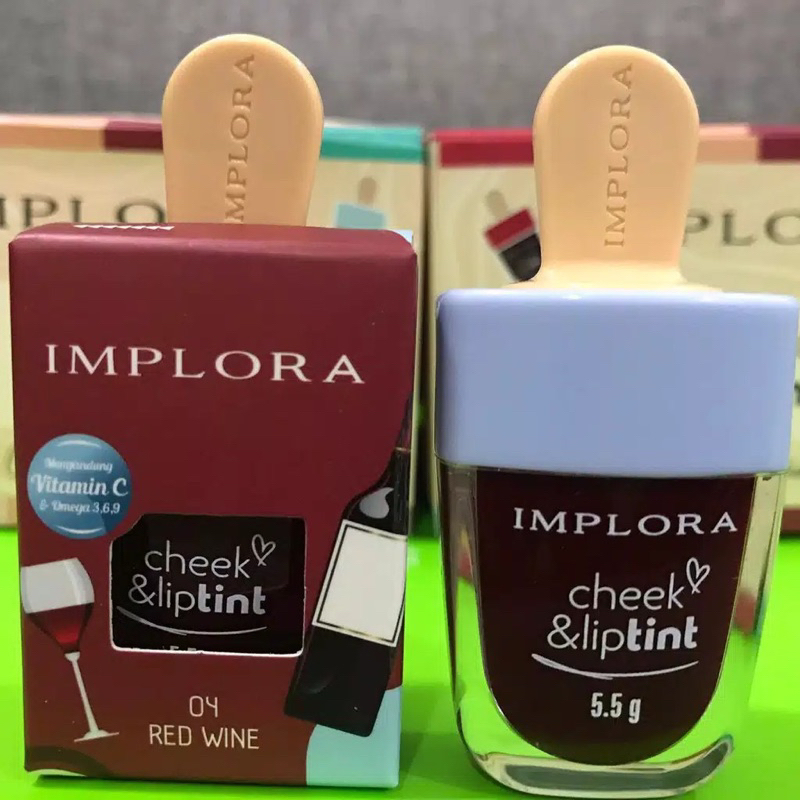 IMPLORA
IMPLORA
IMPLO
PLO
IMPLORA
Mengandung
Vitamin C
& Omega 3,6,9
cheek
&liptint
04
RED WINE
IMPLORA
cheek
&liptint
5.5 g